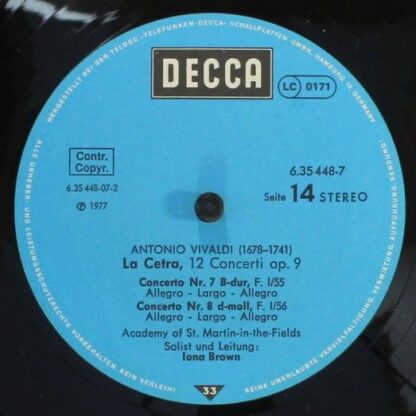 HERGESTELLT BEI DER TELDEC »TELEFUNKEN-DECCA« SCHALLPLATTEN GMBH, HAMBURG 19 GERMANY
DECCA
LC 0171
Contr.
Copyr.
6.35 448-07-2
Ⓟ 1977
6.35 448-7
Seite 14 STEREO
ANTONIO VIVALDI (1678–1741)
La Cetra, 12 Concerti op. 9
Concerto Nr. 7 B-dur, F. I/55
Allegro - Largo - Allegro
Concerto Nr. 8 d-moll, F. I/56
Allegro - Largo - Allegro
Academy of St. Martin-in-the-Fields
Solist und Leitung:
Iona Brown
ALLE URHEBER- UND LEISTUNGSSCHUTZRECHTE VORBEHALTEN. KEIN VERLEIH!
KEINE UNERLAUBTE VERVIELFÄLTIGUNG, VERMIETUNG, AUFFÜHRUNG, SENDUNG!
33